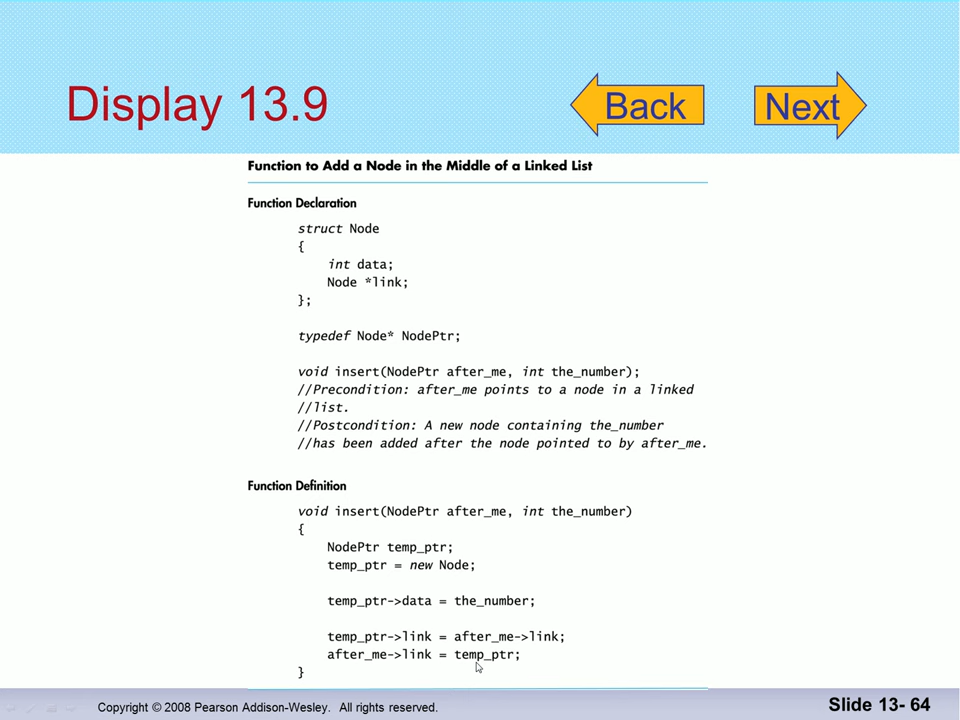 Display 13.9
Back
Next
Function to Add a Node in the Middle of a Linked List
Function Declaration
struct Node
{
int data;
Node *link;
};
typedef Node* NodePtr;
void insert(NodePtr after_me, int the_number);
//Precondition: after_me points to a node in a linked
//list.
//Postcondition: A new node containing the_number
//has been added after the node pointed to by after_me.
Function Definition
void insert(NodePtr after_me, int the_number)
{
NodePtr temp_ptr;
temp_ptr = new Node;
temp_ptr->data = the_number;
temp_ptr->link = after_me->link;
after_me->link = temp_ptr;
}
Copyright © 2008 Pearson Addison-Wesley. All rights reserved.
Slide 13- 64